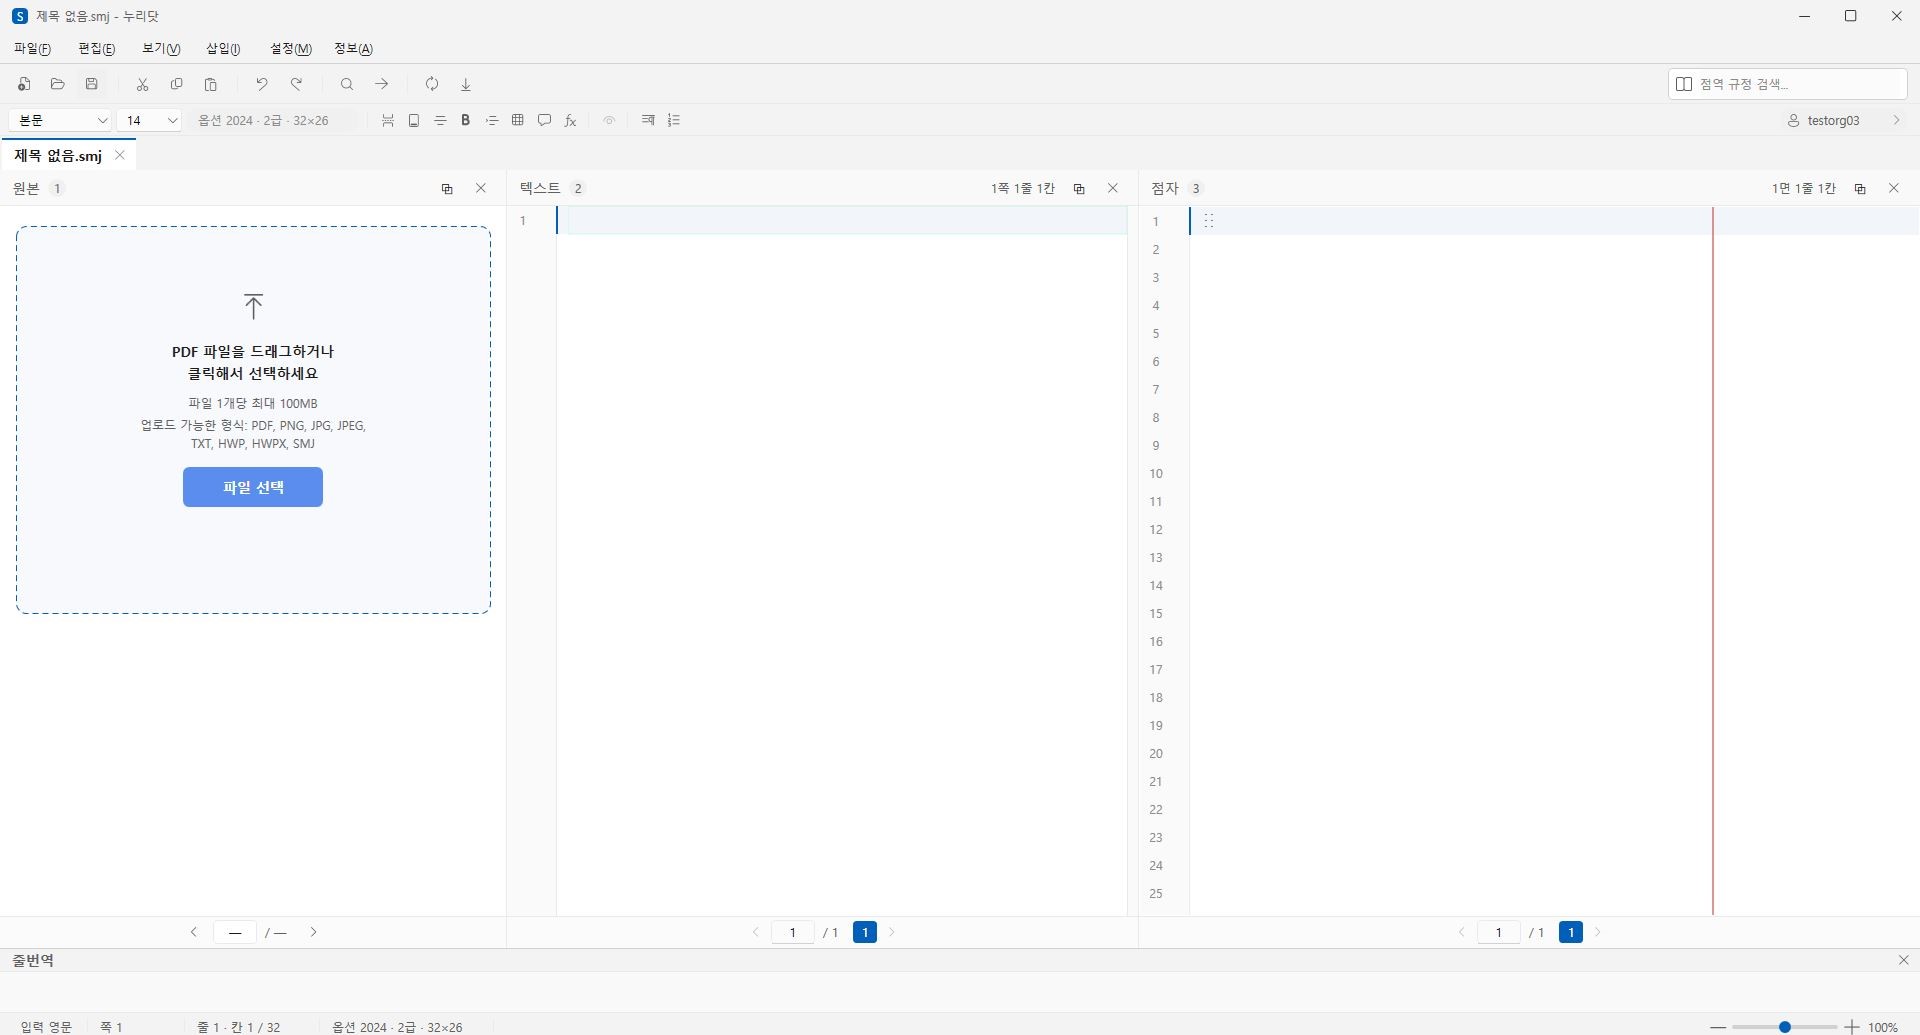 S 제목 없음.smj - 누리닷
파일(F) 편집(E) 보기(V) 삽입(I) 설정(M) 정보(A)
점역 규정 검색...
본문 14 옵션 2024 · 2급 · 32×26 B fx testorg03
제목 없음.smj
원본 1
텍스트 2 1쪽 1줄 1칸
점자 3 1면 1줄 1칸
PDF 파일을 드래그하거나
클릭해서 선택하세요
파일 1개당 최대 100MB
업로드 가능한 형식: PDF, PNG, JPG, JPEG,
TXT, HWP, HWPX, SMJ
파일 선택
1
1
2
3
4
5
6
7
8
9
10
11
12
13
14
15
16
17
18
19
20
21
22
23
24
25
— / —
1 / 1 1
1 / 1 1
줄번역
입력 영문 쪽 1 줄 1 · 칸 1 / 32 옵션 2024 · 2급 · 32×26 100%